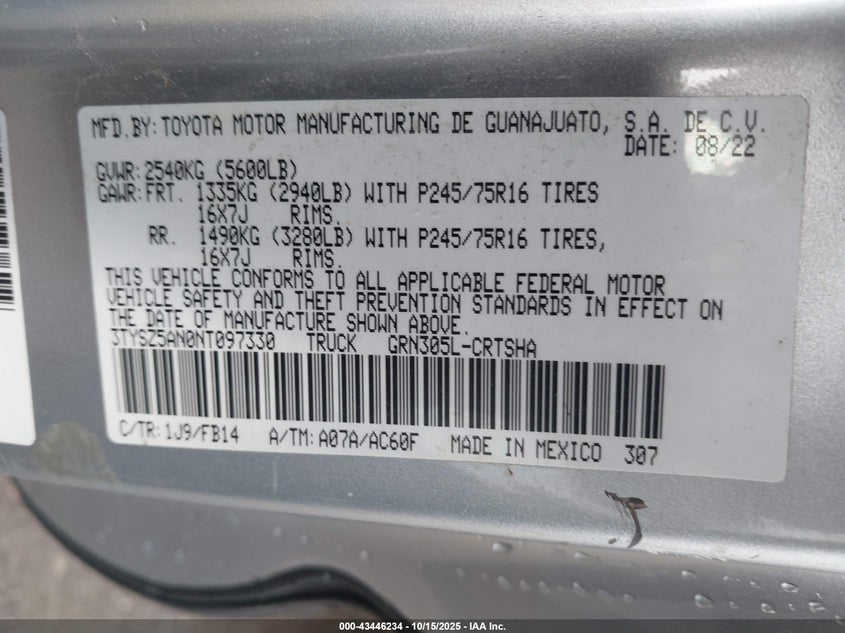 MFD.BY:TOYOTA MOTOR MANUFACTURING DE GUANAJUATO, S.A. DE C.V.
DATE: 08/22
GVWR:2540KG (5600LB)
GAWR:FRT. 1335KG (2940LB) WITH P245/75R16 TIRES
16X7J RIMS.
RR. 1490KG (3280LB) WITH P245/75R16 TIRES,
16X7J RIMS.
THIS VEHICLE CONFORMS TO ALL APPLICABLE FEDERAL MOTOR
VEHICLE SAFETY AND THEFT PREVENTION STANDARDS IN EFFECT ON
THE DATE OF MANUFACTURE SHOWN ABOVE.
3TYSZ5AN0NT097330 TRUCK GRN305L-CRTSHA
C/TR:1J9/FB14 A/TM:A07A/AC60F MADE IN MEXICO 307
000-43446234 - 10/15/2025 - IAA Inc.